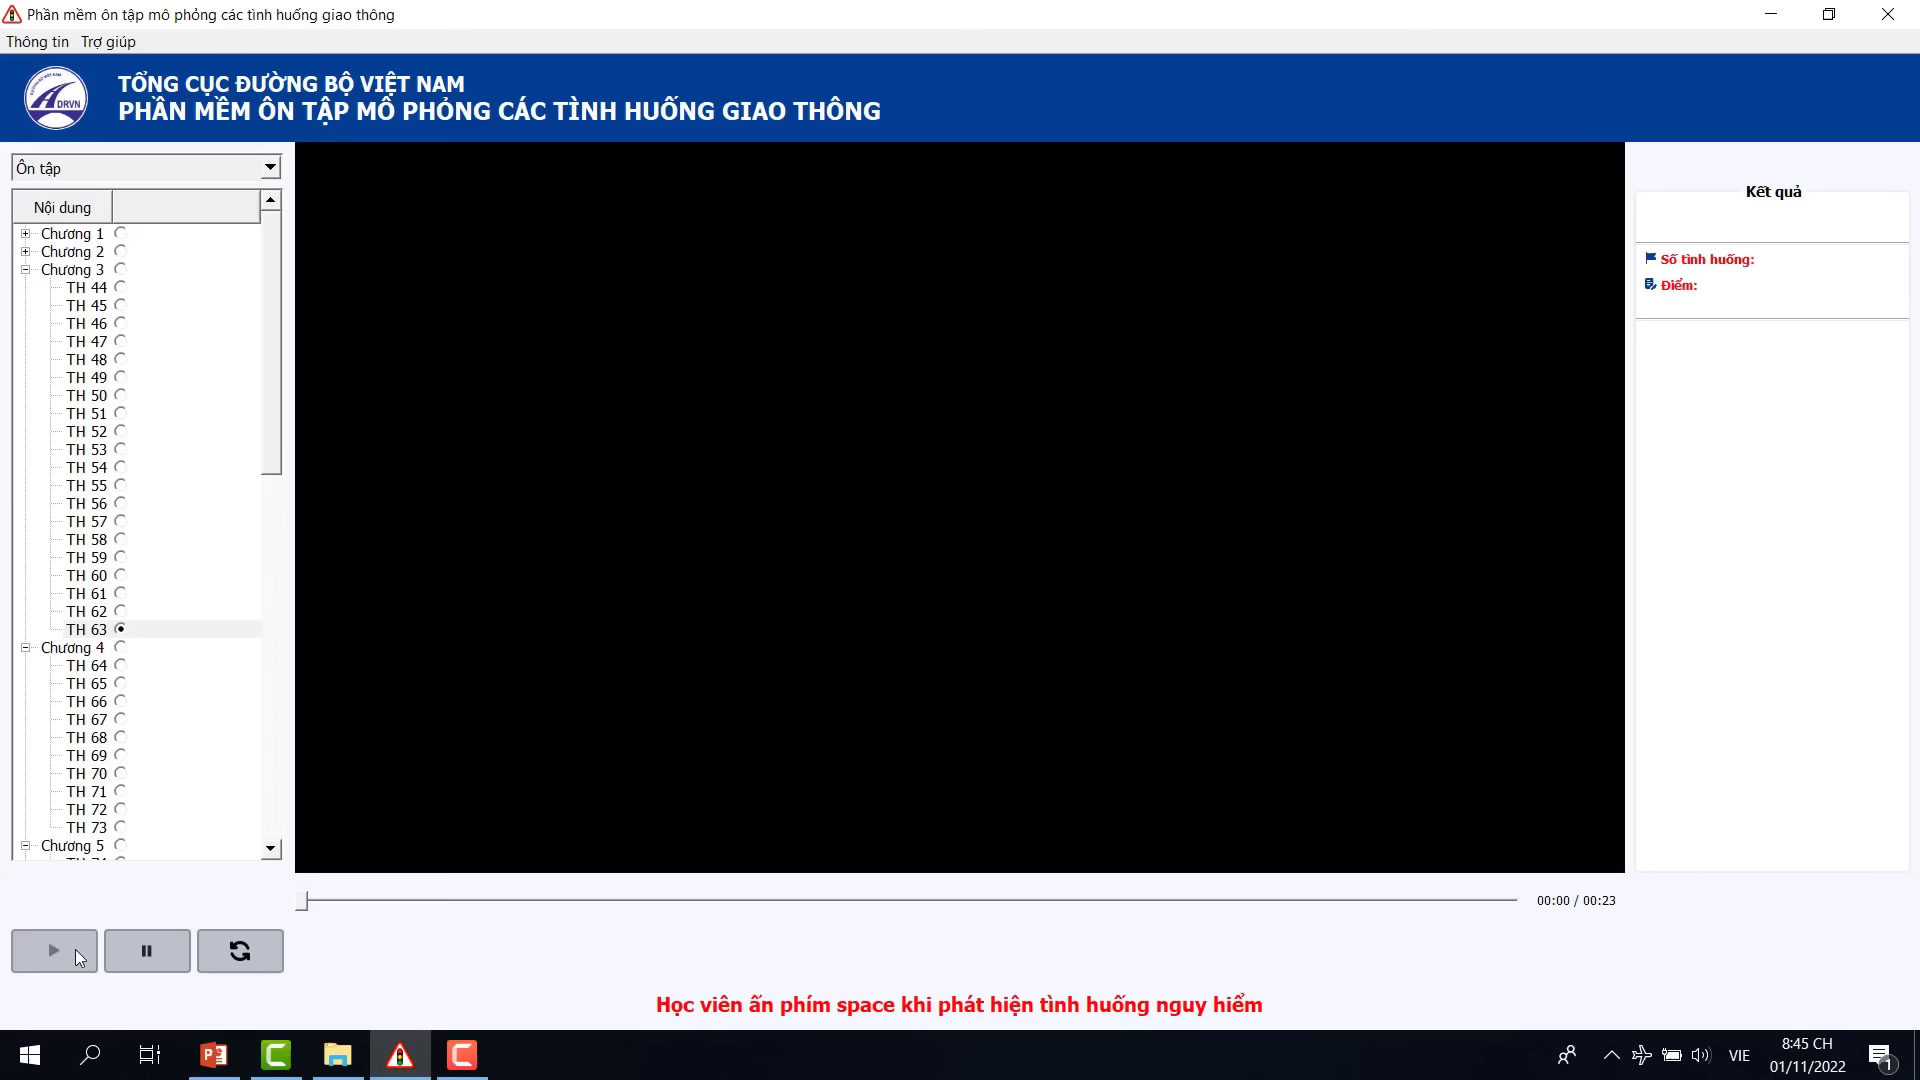 Phần mềm ôn tập mô phỏng các tình huống giao thông
Thông tin Trợ giúp
ĐƯỜNG BỘ VIỆT NAM
DRVN
TỔNG CỤC ĐƯỜNG BỘ VIỆT NAM
PHẦN MỀM ÔN TẬP MÔ PHỎNG CÁC TÌNH HUỐNG GIAO THÔNG
Ôn tập
Nội dung
Chương 1
Chương 2
Chương 3
TH 44
TH 45
TH 46
TH 47
TH 48
TH 49
TH 50
TH 51
TH 52
TH 53
TH 54
TH 55
TH 56
TH 57
TH 58
TH 59
TH 60
TH 61
TH 62
TH 63
Chương 4
TH 64
TH 65
TH 66
TH 67
TH 68
TH 69
TH 70
TH 71
TH 72
TH 73
Chương 5
Kết quả
Số tình huống:
Điểm:
00:00 / 00:23
Học viên ấn phím space khi phát hiện tình huống nguy hiểm
VIE
8:45 CH
01/11/2022
1